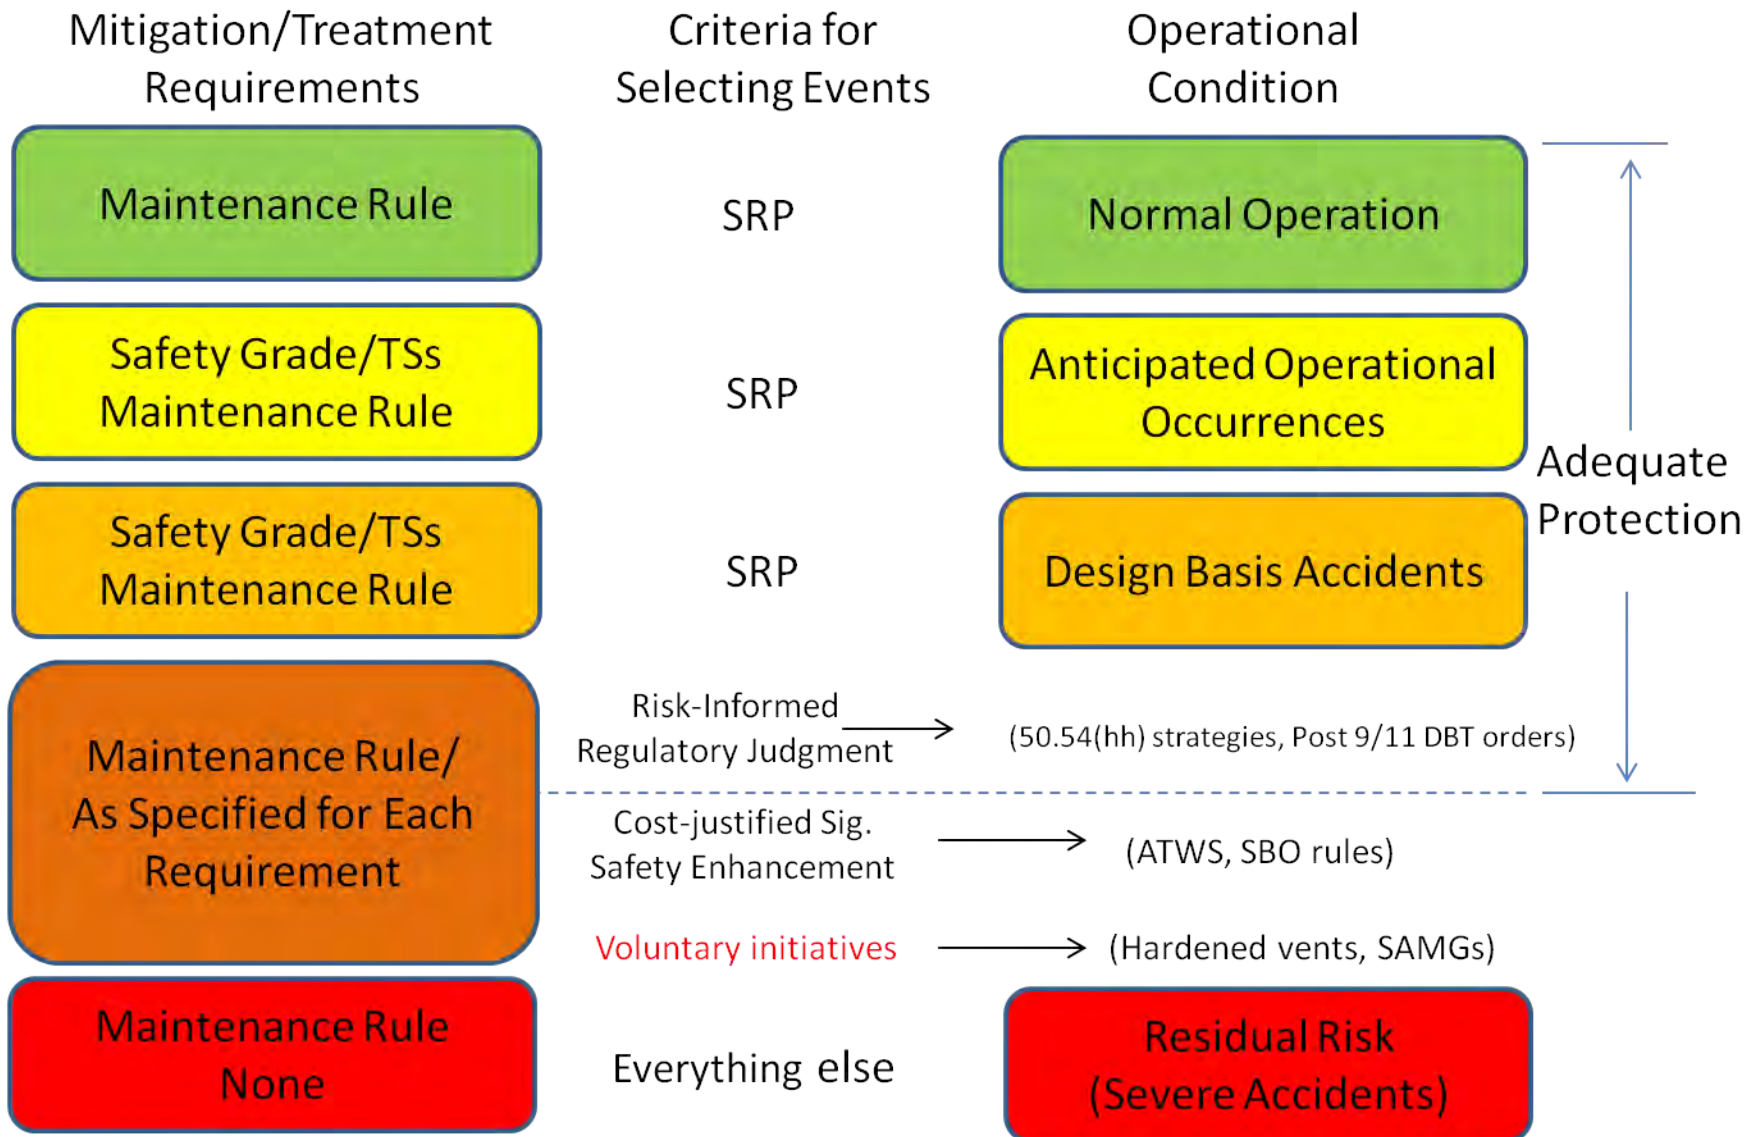 Mitigation/Treatment
Requirements
Criteria for
Selecting Events
Operational
Condition
Maintenance Rule
SRP
Normal Operation
Safety Grade/TSs
Maintenance Rule
SRP
Anticipated Operational
Occurrences
Adequate
Protection
Safety Grade/TSs
Maintenance Rule
SRP
Design Basis Accidents
Maintenance Rule/
As Specified for Each
Requirement
Risk-Informed
Regulatory Judgment
(50.54(hh) strategies, Post 9/11 DBT orders)
Cost-justified Sig.
Safety Enhancement
(ATWS, SBO rules)
Voluntary initiatives
(Hardened vents, SAMGs)
Maintenance Rule
None
Everything else
Residual Risk
(Severe Accidents)